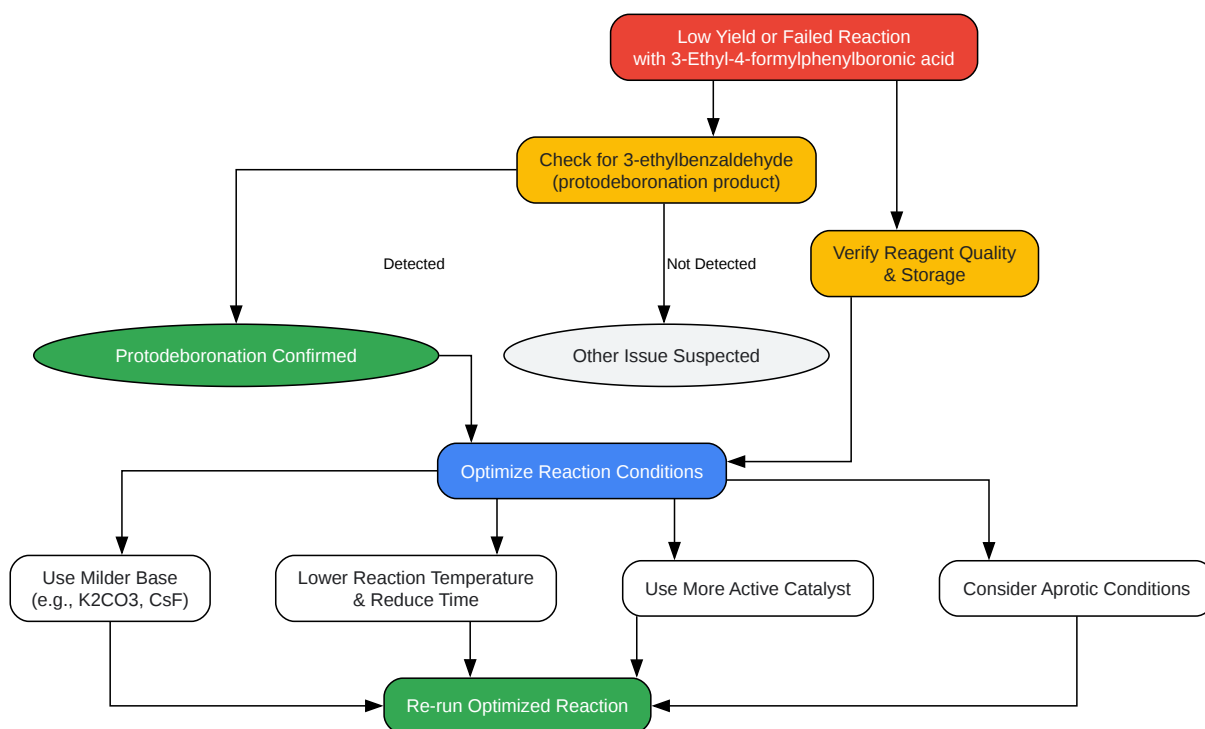 Low Yield or Failed Reaction
with 3-Ethyl-4-formylphenylboronic acid
Check for 3-ethylbenzaldehyde
(protodeboronation product)
Verify Reagent Quality
& Storage
Detected
Not Detected
Protodeboronation Confirmed
Other Issue Suspected
Optimize Reaction Conditions
Use Milder Base
(e.g., K2CO3, CsF)
Lower Reaction Temperature
& Reduce Time
Use More Active Catalyst
Consider Aprotic Conditions
Re-run Optimized Reaction